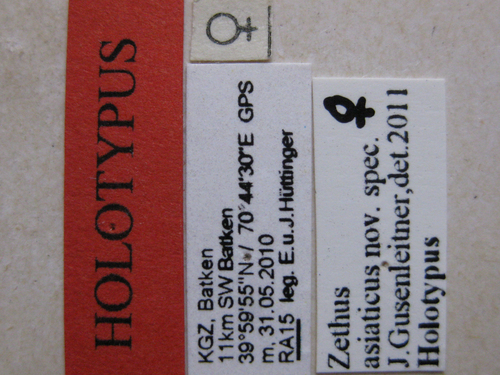 HOLOTYPUS
♀
KGZ, Batken
11km SW Batken
39°59'55"N / 70°44'30"E GPS
m, 31.05.2010
RA15 leg. E.u.J.Hüttinger
Zethus ♀
asiaticus nov. spec.
J.Gusenleitner,det.2011
Holotypus